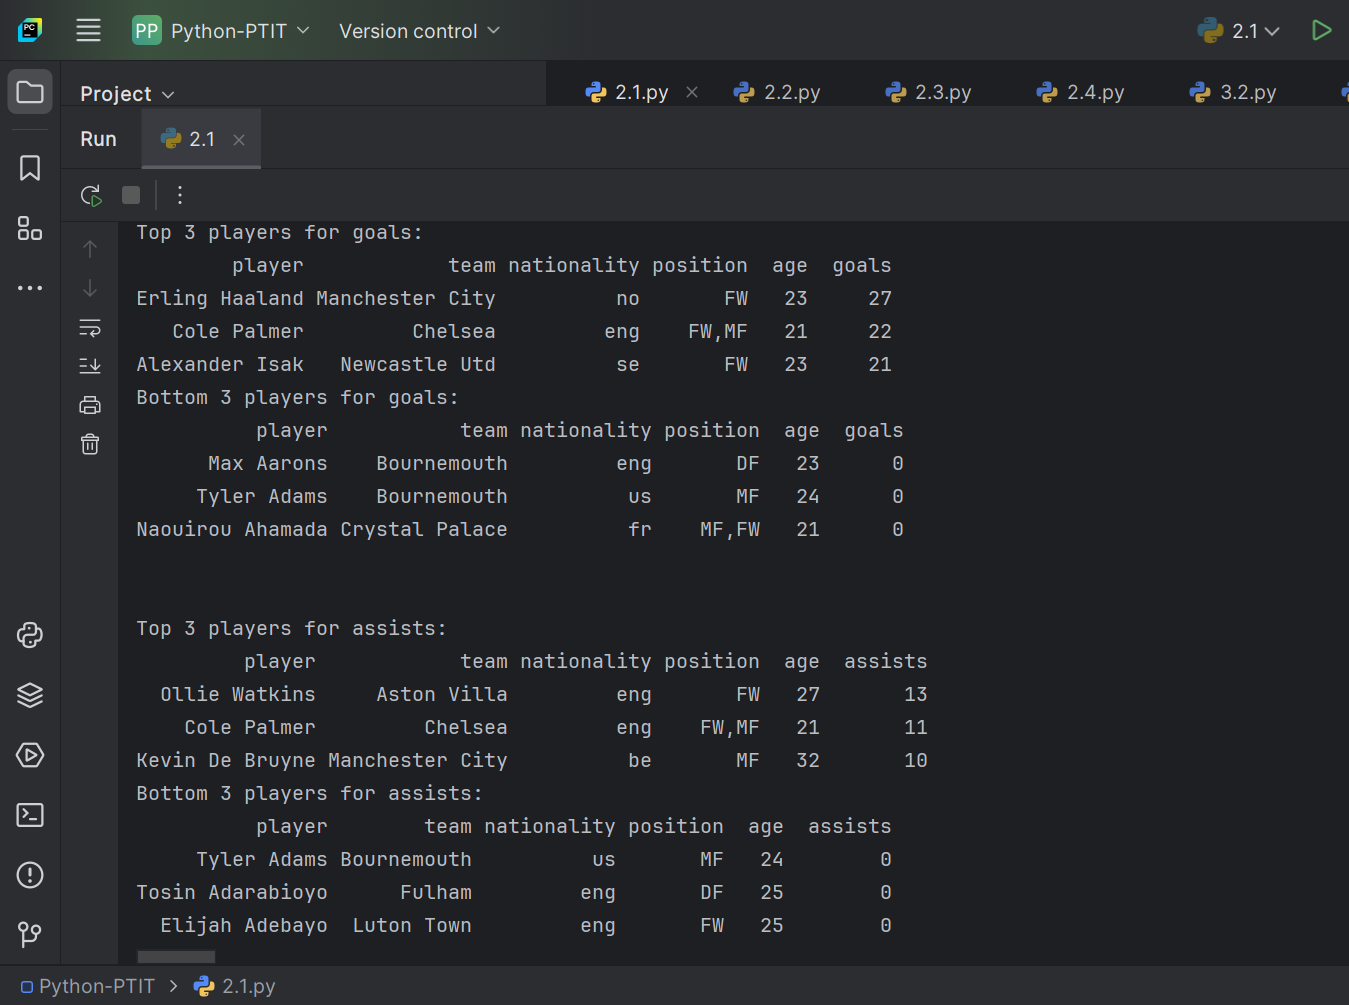 PC PP Python-PTIT Version control 2.1
Project 2.1.py 2.2.py 2.3.py 2.4.py 3.2.py
Run 2.1
Top 3 players for goals:
player team nationality position age goals
Erling Haaland Manchester City no FW 23 27
Cole Palmer Chelsea eng FW,MF 21 22
Alexander Isak Newcastle Utd se FW 23 21
Bottom 3 players for goals:
player team nationality position age goals
Max Aarons Bournemouth eng DF 23 0
Tyler Adams Bournemouth us MF 24 0
Naouirou Ahamada Crystal Palace fr MF,FW 21 0
Top 3 players for assists:
player team nationality position age assists
Ollie Watkins Aston Villa eng FW 27 13
Cole Palmer Chelsea eng FW,MF 21 11
Kevin De Bruyne Manchester City be MF 32 10
Bottom 3 players for assists:
player team nationality position age assists
Tyler Adams Bournemouth us MF 24 0
Tosin Adarabioyo Fulham eng DF 25 0
Elijah Adebayo Luton Town eng FW 25 0
Python-PTIT > 2.1.py